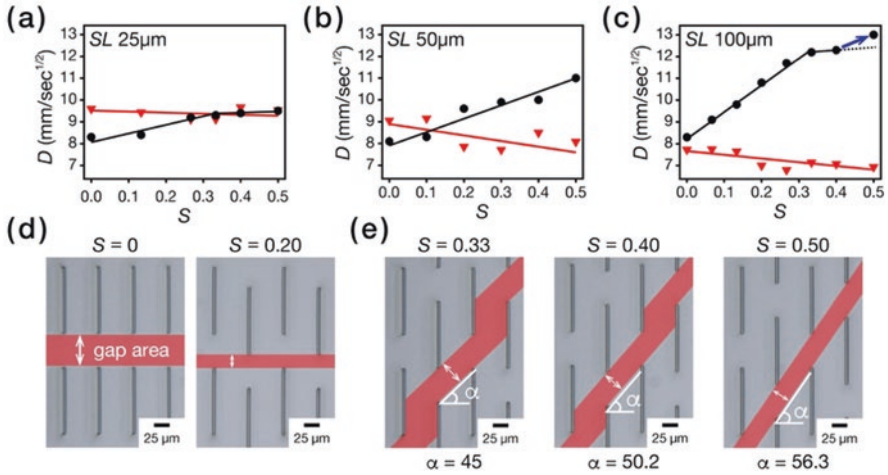 (a)
SL 25µm
D (mm/sec1/2)
13
12
11
10
9
8
7
0.0 0.1 0.2 0.3 0.4 0.5
S
(b)
SL 50µm
D (mm/sec1/2)
13
12
11
10
9
8
7
0.0 0.1 0.2 0.3 0.4 0.5
S
(c)
SL 100µm
D (mm/sec1/2)
13
12
11
10
9
8
7
0.0 0.1 0.2 0.3 0.4 0.5
S
(d)
S = 0
gap area
25 µm
S = 0.20
25 µm
(e)
S = 0.33
α
25 µm
α = 45
S = 0.40
α
25 µm
α = 50.2
S = 0.50
α
25 µm
α = 56.3